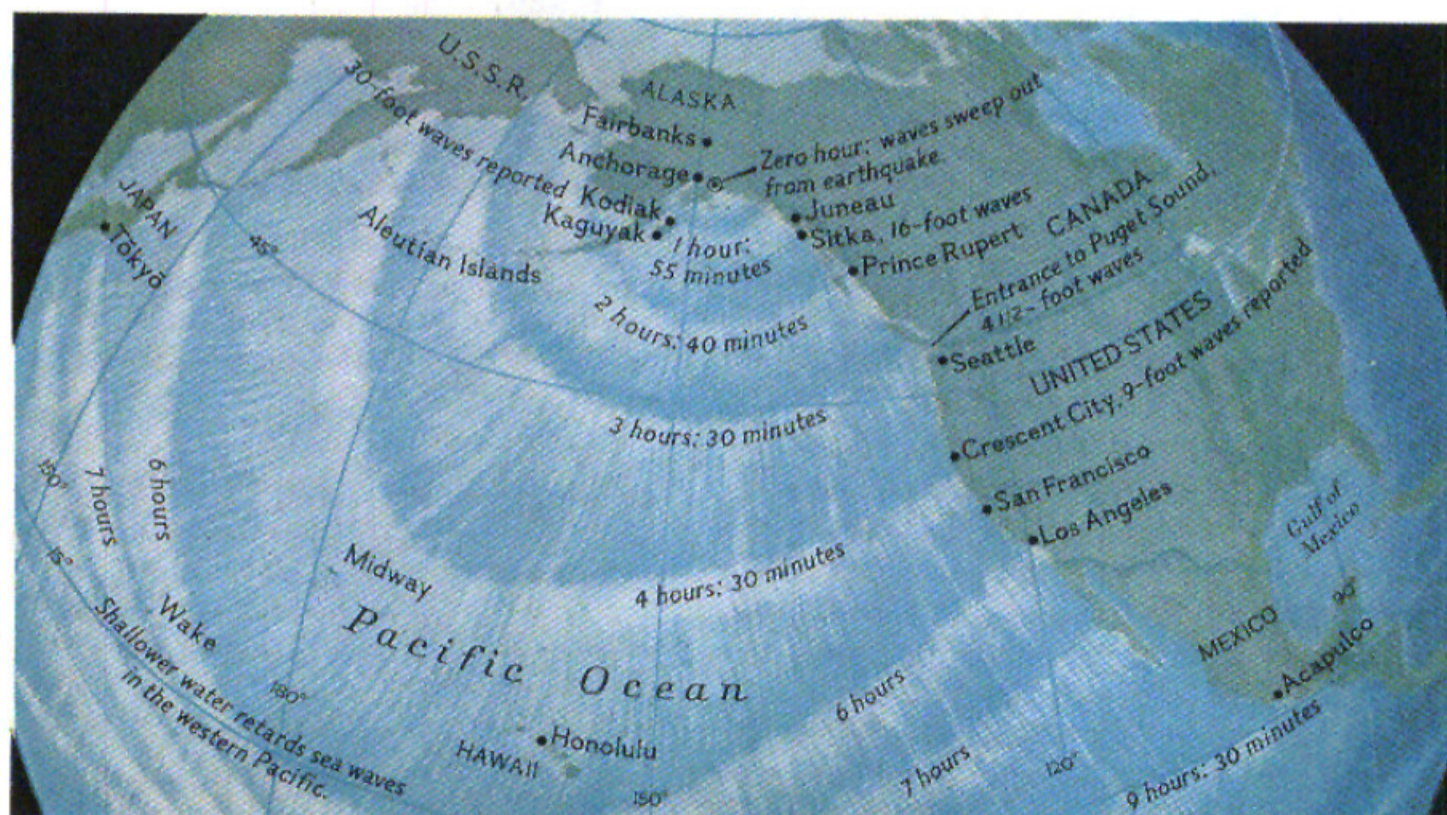 U.S.S.R.
ALASKA
30-foot waves reported
Fairbanks
Anchorage
Zero hour: waves sweep out
from earthquake.
Kodiak
Kaguyak
Juneau
Sitka, 16-foot waves
Prince Rupert
CANADA
JAPAN
Tōkyō
45°
Aleutian Islands
1 hour:
55 minutes
2 hours: 40 minutes
Entrance to Puget Sound,
4 1/2-foot waves
Seattle
UNITED STATES
3 hours: 30 minutes
Crescent City, 9-foot waves reported
San Francisco
Los Angeles
Gulf of
Mexico
150°
7 hours
6 hours
15°
Midway
4 hours: 30 minutes
Wake
Pacific Ocean
MEXICO
90°
Acapulco
Shallower water retards sea waves
in the western Pacific.
180°
6 hours
Honolulu
HAWAII
7 hours
120°
150°
9 hours: 30 minutes